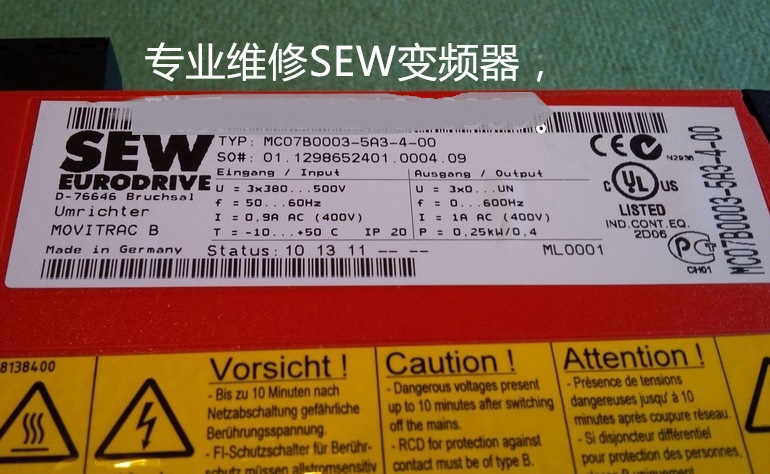 专业维修SEW变频器，
SEW
EURODRIVE
D-76646 Bruchsal
Umrichter
MOVITRAC B
Made in Germany
TYP: MC07B0003-5A3-4-00
SO#: 01.1298652401.0004.09
Eingang / Input
U = 3x380...500V
f = 50...60Hz
I = 0,9A AC (400V)
T = -10...+50 C IP 20
Status: 10 13 11 -- --
Ausgang / Output
U = 3x0...UN
f = 0...600Hz
I = 1A AC (400V)
P = 0,25kW/0,4
ML0001
CE
N2936
C UL US
LISTED
IND.CONT.EQ.
2D06
CH01
MC07B0003-5A3-4-00
8138400
Vorsicht !
- Bis zu 10 Minuten nach
Netzabschaltung gefährliche
Berührungsspannung.
- FI-Schutzschalter für Berühr-
schutz müssen allstromsensitiv
Caution !
- Dangerous voltages present
up to 10 minutes after switching
off the mains.
- RCD for protection against
contact must be of type B.
Attention !
- Présence de tensions
dangereuses jusqu'à 10
minutes après coupure réseau.
- Si disjoncteur différentiel
pour protection des personnes